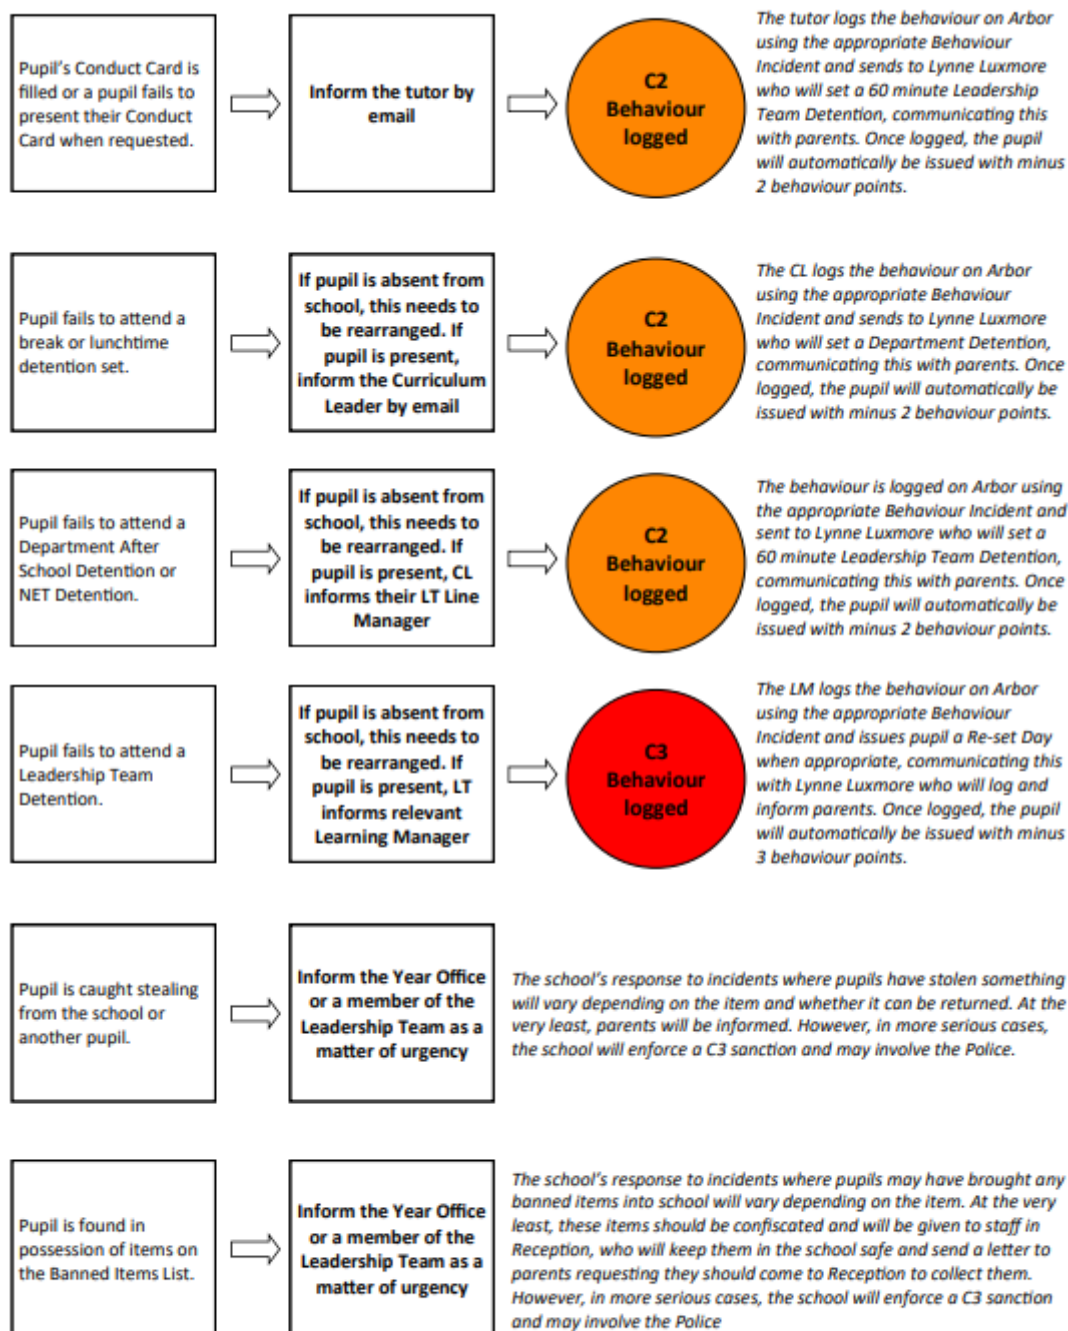 Pupil's Conduct Card is
filled or a pupil fails to
present their Conduct
Card when requested.
Inform the tutor by
email
C2
Behaviour
logged
The tutor logs the behaviour on Arbor
using the appropriate Behaviour
Incident and sends to Lynne Luxmore
who will set a 60 minute Leadership
Team Detention, communicating this
with parents. Once logged, the pupil
will automatically be issued with minus
2 behaviour points.
Pupil fails to attend a
break or lunchtime
detention set.
If pupil is absent from
school, this needs to
be rearranged. If
pupil is present,
inform the Curriculum
Leader by email
C2
Behaviour
logged
The CL logs the behaviour on Arbor
using the appropriate Behaviour
Incident and sends to Lynne Luxmore
who will set a Department Detention,
communicating this with parents. Once
logged, the pupil will automatically be
issued with minus 2 behaviour points.
Pupil fails to attend a
Department After
School Detention or
NET Detention.
If pupil is absent from
school, this needs to
be rearranged. If
pupil is present, CL
informs their LT Line
Manager
C2
Behaviour
logged
The behaviour is logged on Arbor using
the appropriate Behaviour Incident and
sent to Lynne Luxmore who will set a
60 minute Leadership Team Detention,
communicating this with parents. Once
logged, the pupil will automatically be
issued with minus 2 behaviour points.
Pupil fails to attend a
Leadership Team
Detention.
If pupil is absent from
school, this needs to
be rearranged. If
pupil is present, LT
informs relevant
Learning Manager
C3
Behaviour
logged
The LM logs the behaviour on Arbor
using the appropriate Behaviour
Incident and issues pupil a Re-set Day
when appropriate, communicating this
with Lynne Luxmore who will log and
inform parents. Once logged, the pupil
will automatically be issued with minus
3 behaviour points.
Pupil is caught stealing
from the school or
another pupil.
Inform the Year Office
or a member of the
Leadership Team as a
matter of urgency
The school's response to incidents where pupils have stolen something
will vary depending on the item and whether it can be returned. At the
very least, parents will be informed. However, in more serious cases,
the school will enforce a C3 sanction and may involve the Police.
Pupil is found in
possession of items on
the Banned Items List.
Inform the Year Office
or a member of the
Leadership Team as a
matter of urgency
The school's response to incidents where pupils may have brought any
banned items into school will vary depending on the item. At the very
least, these items should be confiscated and will be given to staff in
Reception, who will keep them in the school safe and send a letter to
parents requesting they should come to Reception to collect them.
However, in more serious cases, the school will enforce a C3 sanction
and may involve the Police